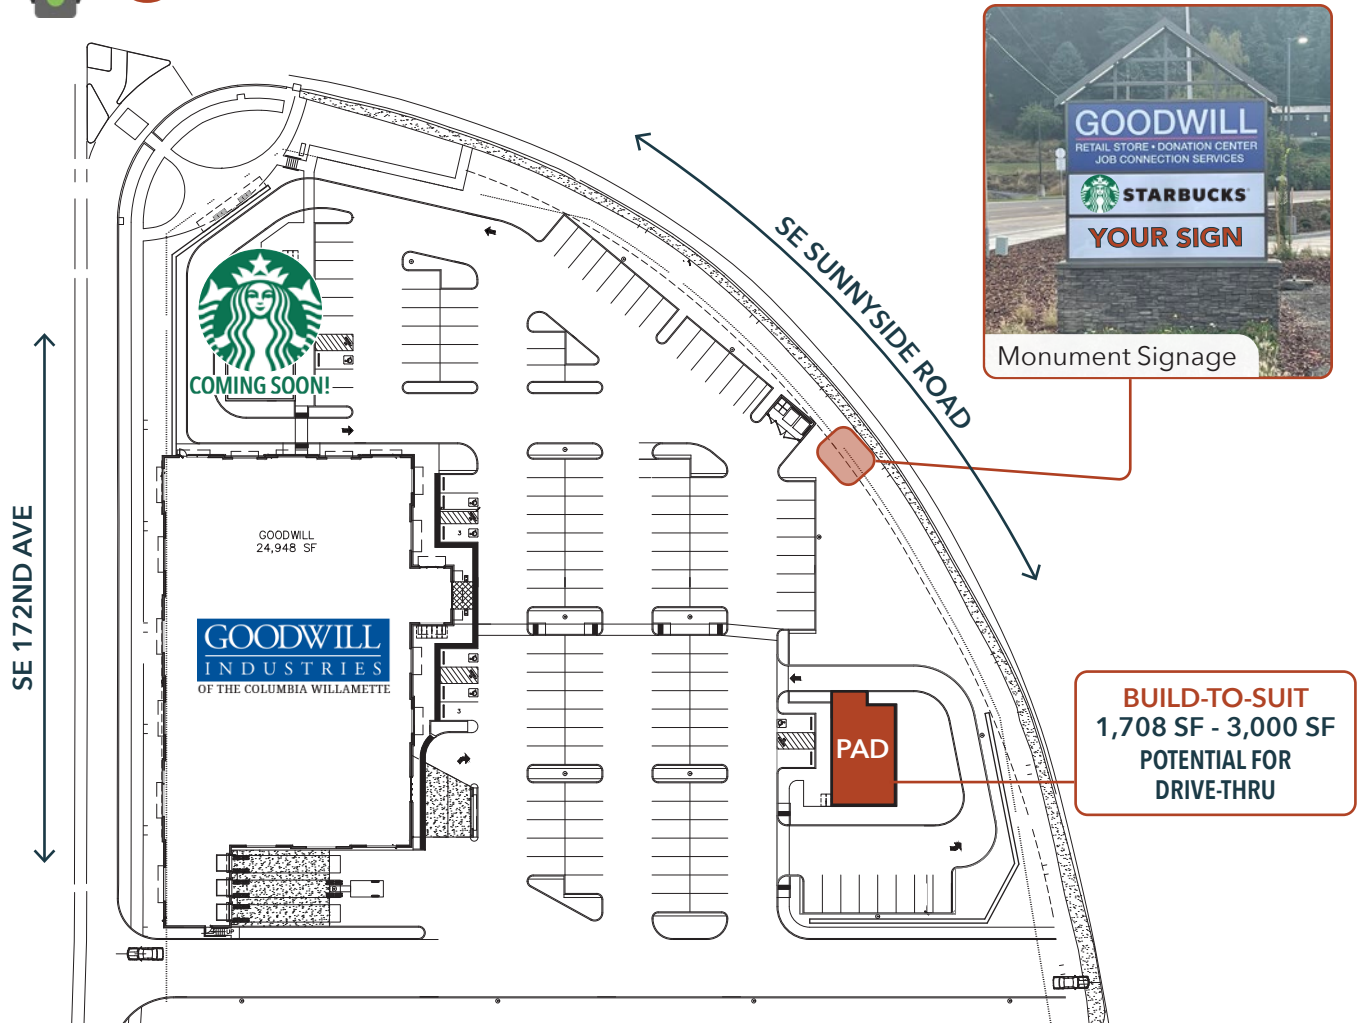 GOODWILL
RETAIL STORE • DONATION CENTER
JOB CONNECTION SERVICES
STARBUCKS
YOUR SIGN
Monument Signage
SE SUNNYSIDE ROAD
COMING SOON!
SE 172ND AVE
GOODWILL
24,948 SF
3
GOODWILL
INDUSTRIES
OF THE COLUMBIA WILLAMETTE
3
PAD
BUILD-TO-SUIT
1,708 SF - 3,000 SF
POTENTIAL FOR
DRIVE-THRU